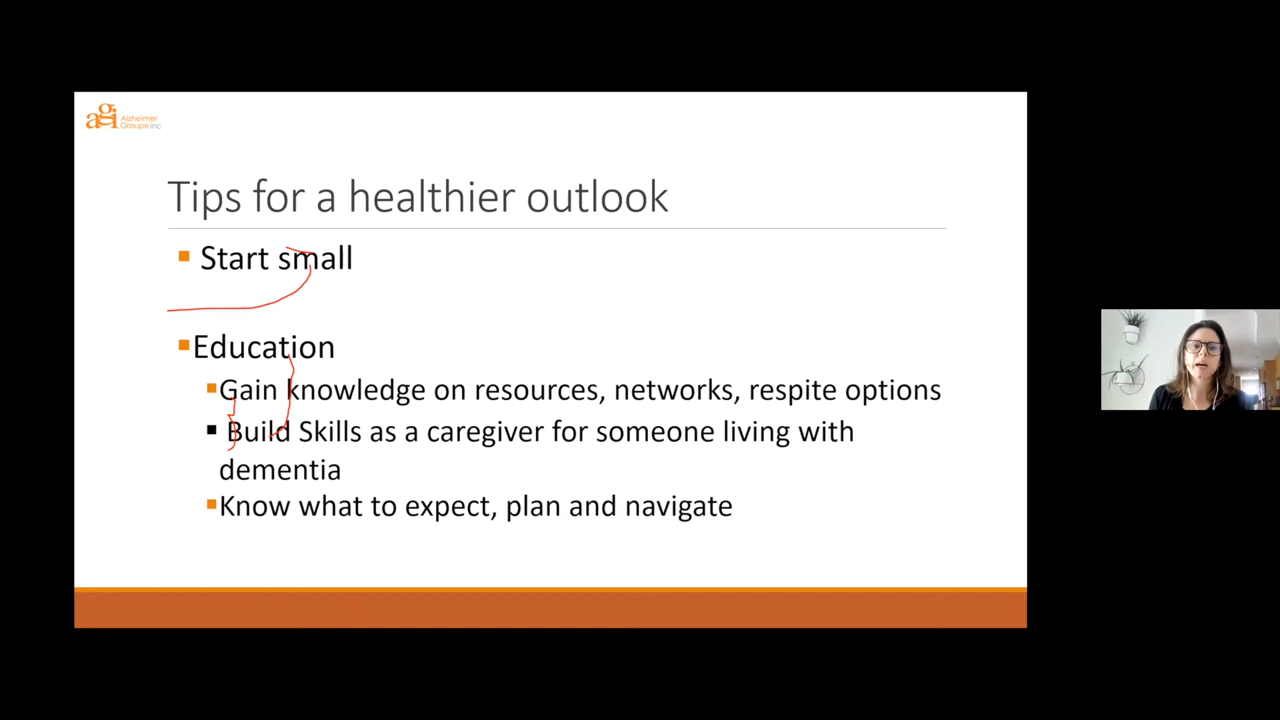 agi Alzheimer
Groupe inc
Tips for a healthier outlook
Start small
Education
Gain knowledge on resources, networks, respite options
Build Skills as a caregiver for someone living with
dementia
Know what to expect, plan and navigate